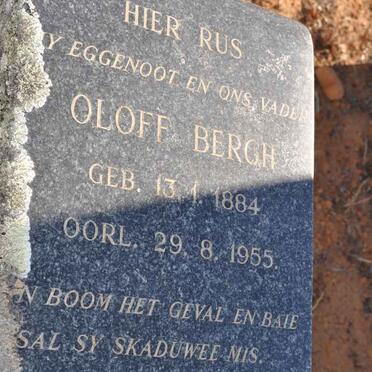 HIER RUS
MY EGGENOOT EN ONS VADER
OLOFF BERGH
GEB. 13. 1. 1884
OORL. 29. 8. 1955.
'N BOOM HET GEVAL EN BAIE
SAL SY SKADUWEE MIS.